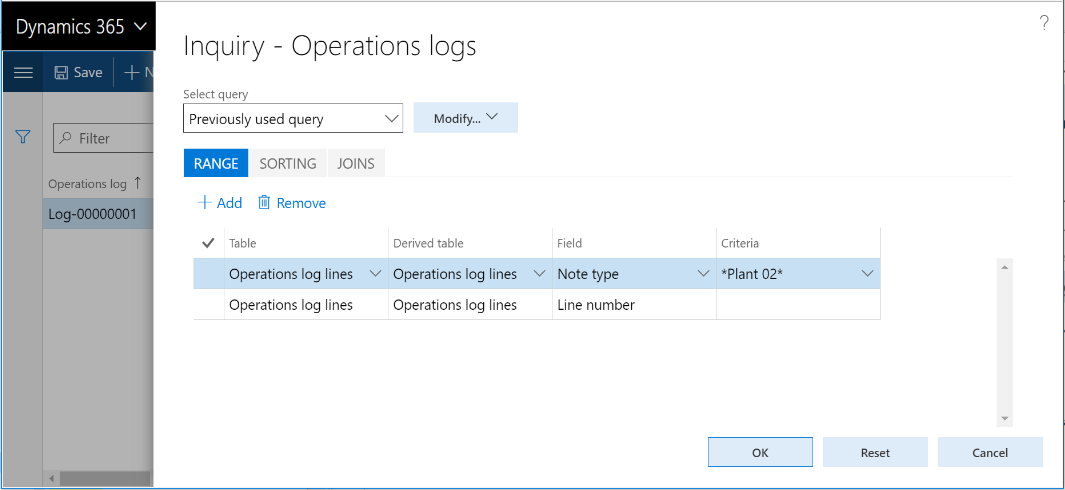 Dynamics 365
Save
N
Filter
Operations log ↑
Log-00000001
?
Inquiry - Operations logs
Select query
Previously used query
Modify...
RANGE SORTING JOINS
Add Remove
Table Derived table Field Criteria
Operations log lines Operations log lines Note type *Plant 02*
Operations log lines Operations log lines Line number
OK Reset Cancel